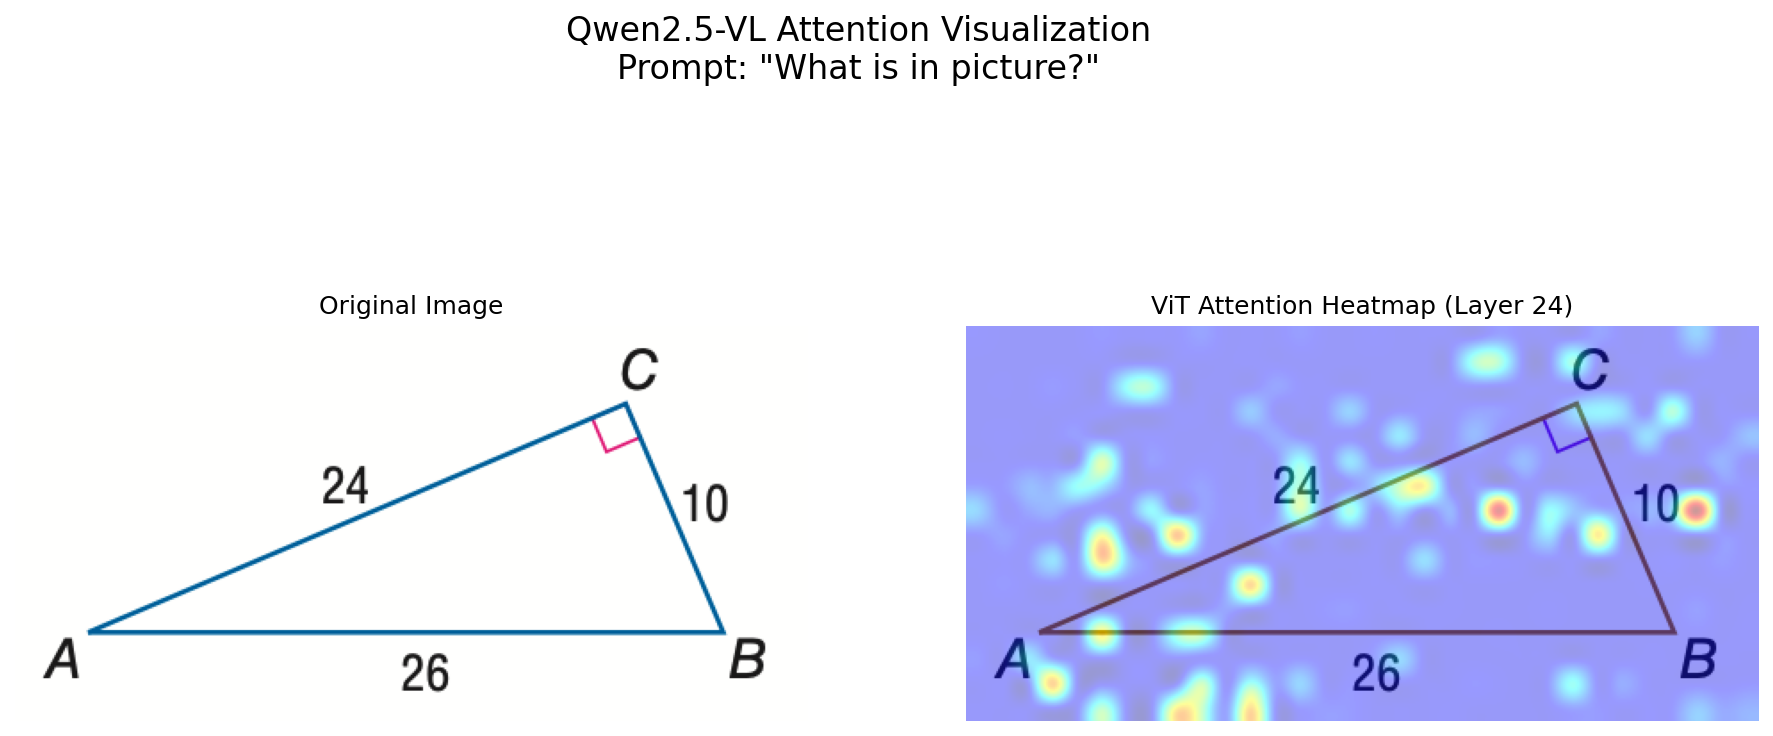 Qwen2.5-VL Attention Visualization
Prompt: "What is in picture?"
Original Image
C
24
10
A
26
B
ViT Attention Heatmap (Layer 24)
C
24
10
A
26
B